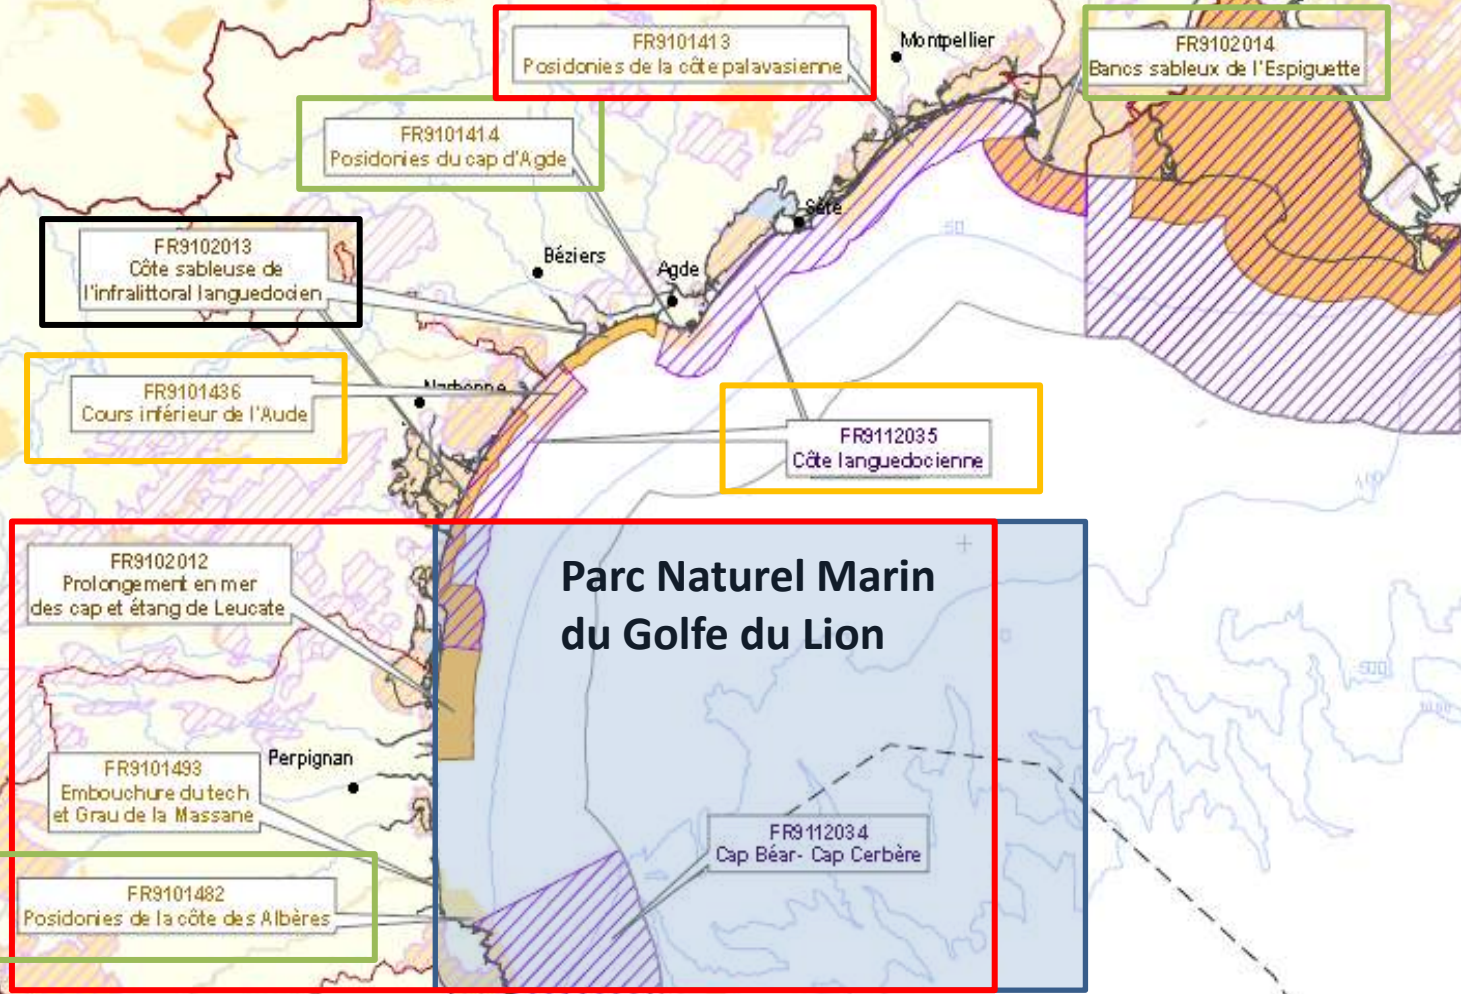 FR9101413
Posidonies de la côte palavasienne
Montpellier
FR9102014
Bancs sableux de l'Espiguette
FR9101414
Posidonies du cap d'Agde
Sète
50
FR9102013
Côte sableuse de
l'infralittoral languedocien
Béziers
Agde
FR9101436
Cours inférieur de l'Aude
Narbonne
FR9112035
Côte languedocienne
100
FR9102012
Prolongement en mer
des cap et étang de Leucate
Parc Naturel Marin
du Golfe du Lion
500
FR9101493
Embouchure du tech
et Grau de la Massane
Perpignan
FR9112034
Cap Béar- Cap Cerbère
FR9101482
Posidonies de la côte des Albères